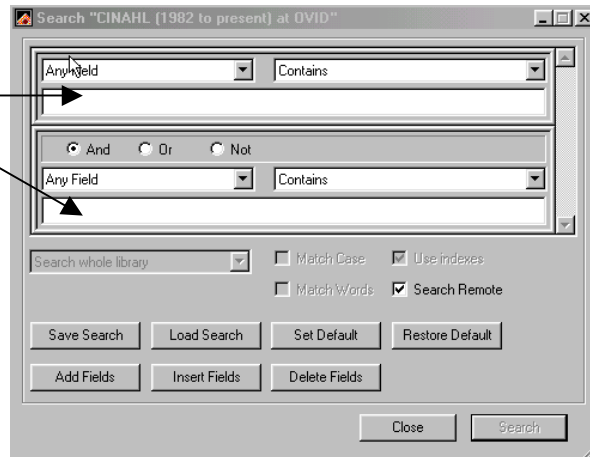 Search "CINAHL (1982 to present) at OVID"
Any Field Contains
And Or Not
Any Field Contains
Search whole library Match Case Use indexes
Match Words Search Remote
Save Search Load Search Set Default Restore Default
Add Fields Insert Fields Delete Fields
Close Search